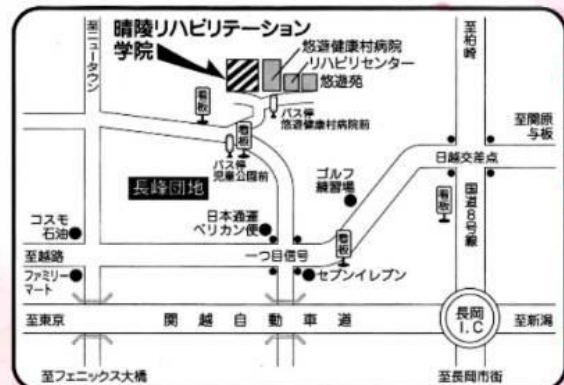 晴陵リハビリテーション
学院
悠遊健康村病院
リハビリセンター
悠遊苑
至ニュータウン
至柏崎
至関原
与板
看板
バス停
悠遊健康村病院前
看板
バス停
児童公園前
日越交差点
長峰団地
ゴルフ
練習場
国道8号線
看板
コスモ
石油
日本通運
ペリカン便
看板
至越路
一つ目信号
ファミリー
マート
セブンイレブン
至東京
関越自動車道
長岡
I.C
至新潟
至フェニックス大橋
至長岡市街